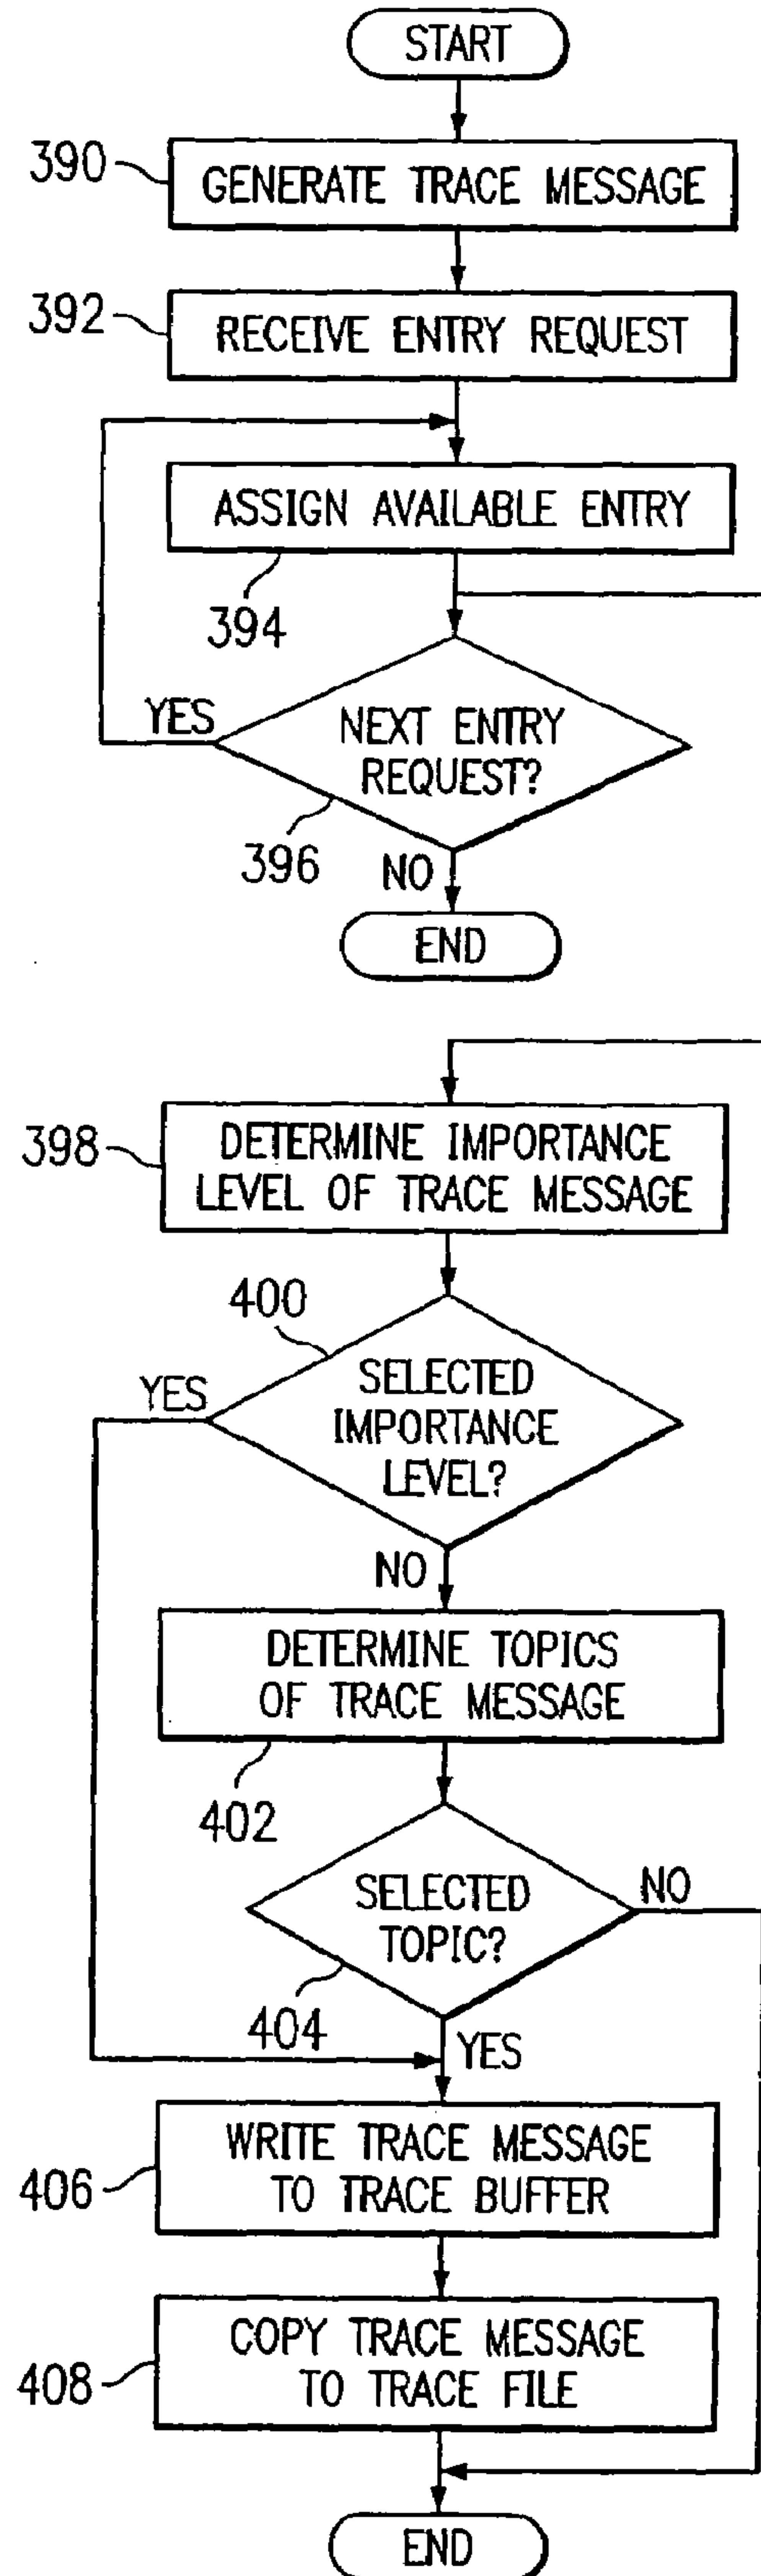 START
390
GENERATE TRACE MESSAGE
392
RECEIVE ENTRY REQUEST
ASSIGN AVAILABLE ENTRY
394
YES
NEXT ENTRY
REQUEST?
396
NO
END
398
DETERMINE IMPORTANCE
LEVEL OF TRACE MESSAGE
400
YES
SELECTED
IMPORTANCE
LEVEL?
NO
DETERMINE TOPICS
OF TRACE MESSAGE
402
SELECTED
TOPIC?
NO
404
YES
406
WRITE TRACE MESSAGE
TO TRACE BUFFER
408
COPY TRACE MESSAGE
TO TRACE FILE
END